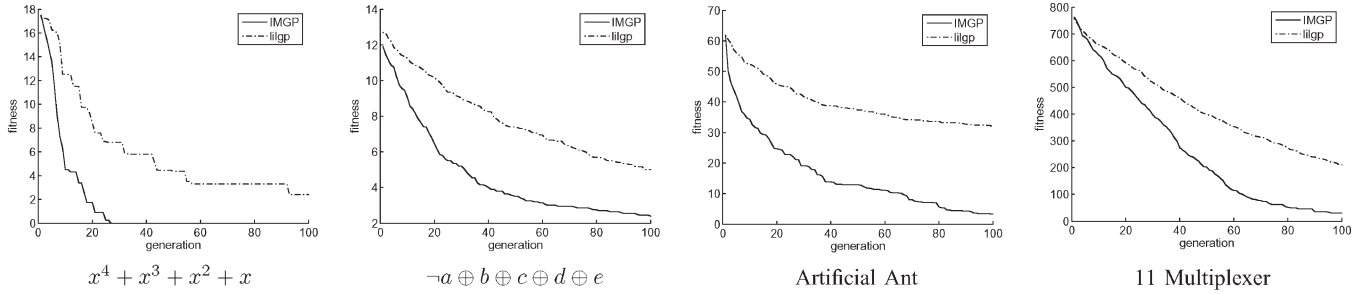 18
16
14
12
10
8
6
4
2
0
fitness
0 20 40 60 80 100
generation
IMGP
lilgp
x⁴ + x³ + x² + x
14
12
10
8
6
4
2
fitness
0 20 40 60 80 100
generation
IMGP
lilgp
¬a ⊕ b ⊕ c ⊕ d ⊕ e
70
60
50
40
30
20
10
0
fitness
0 20 40 60 80 100
generation
IMGP
lilgp
Artificial Ant
800
700
600
500
400
300
200
100
0
fitness
0 20 40 60 80 100
generation
IMGP
lilgp
11 Multiplexer